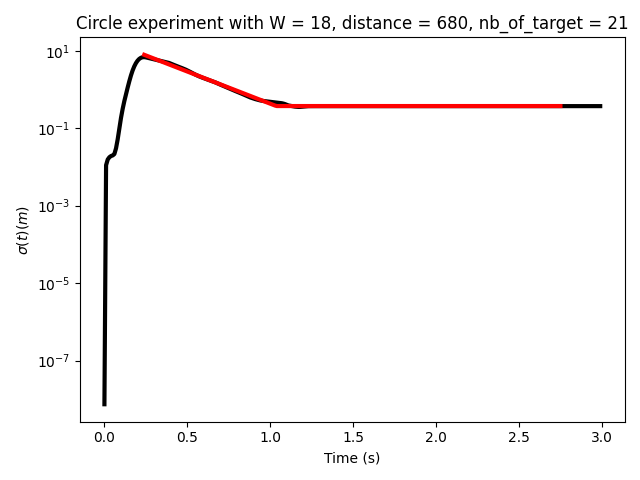 Circle experiment with W = 18, distance = 680, nb_of_target = 21
10^1
10^-1
10^-3
10^-5
10^-7
σ(t)(m)
0.0 0.5 1.0 1.5 2.0 2.5 3.0
Time (s)